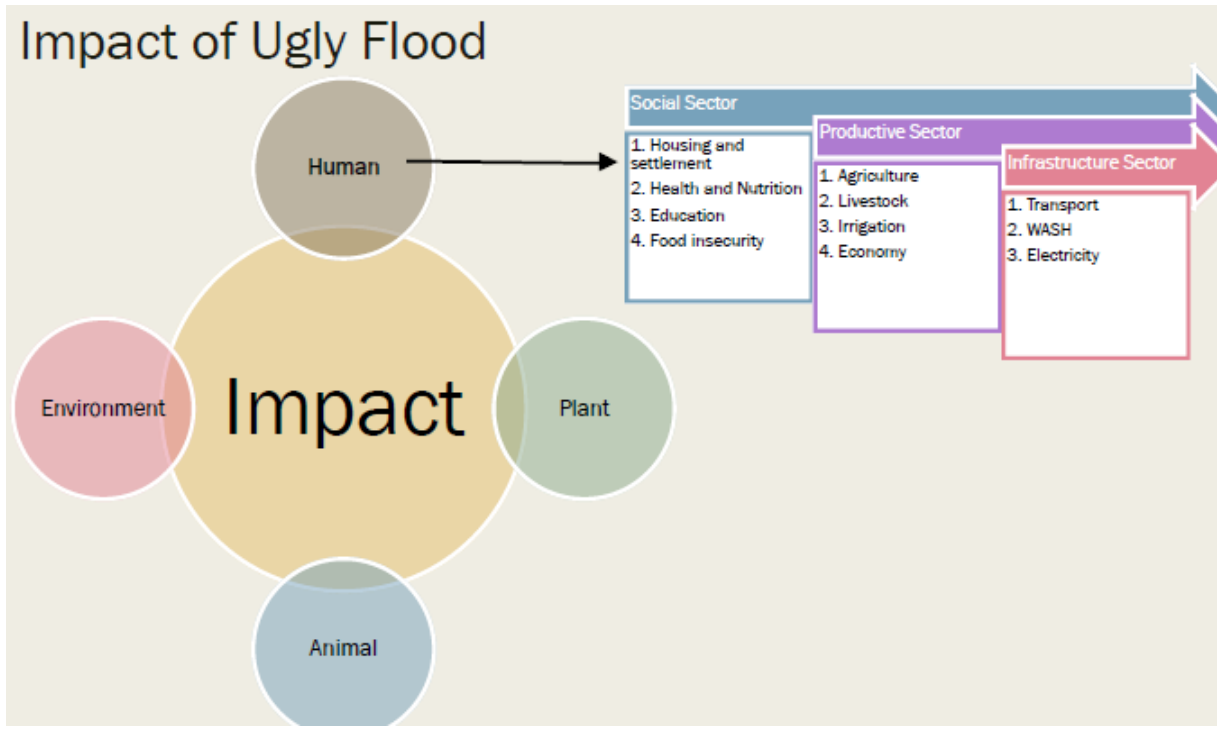 Impact of Ugly Flood
Human
Environment
Impact
Plant
Animal
Social Sector
1. Housing and
settlement
2. Health and Nutrition
3. Education
4. Food insecurity
Productive Sector
1. Agriculture
2. Livestock
3. Irrigation
4. Economy
Infrastructure Sector
1. Transport
2. WASH
3. Electricity